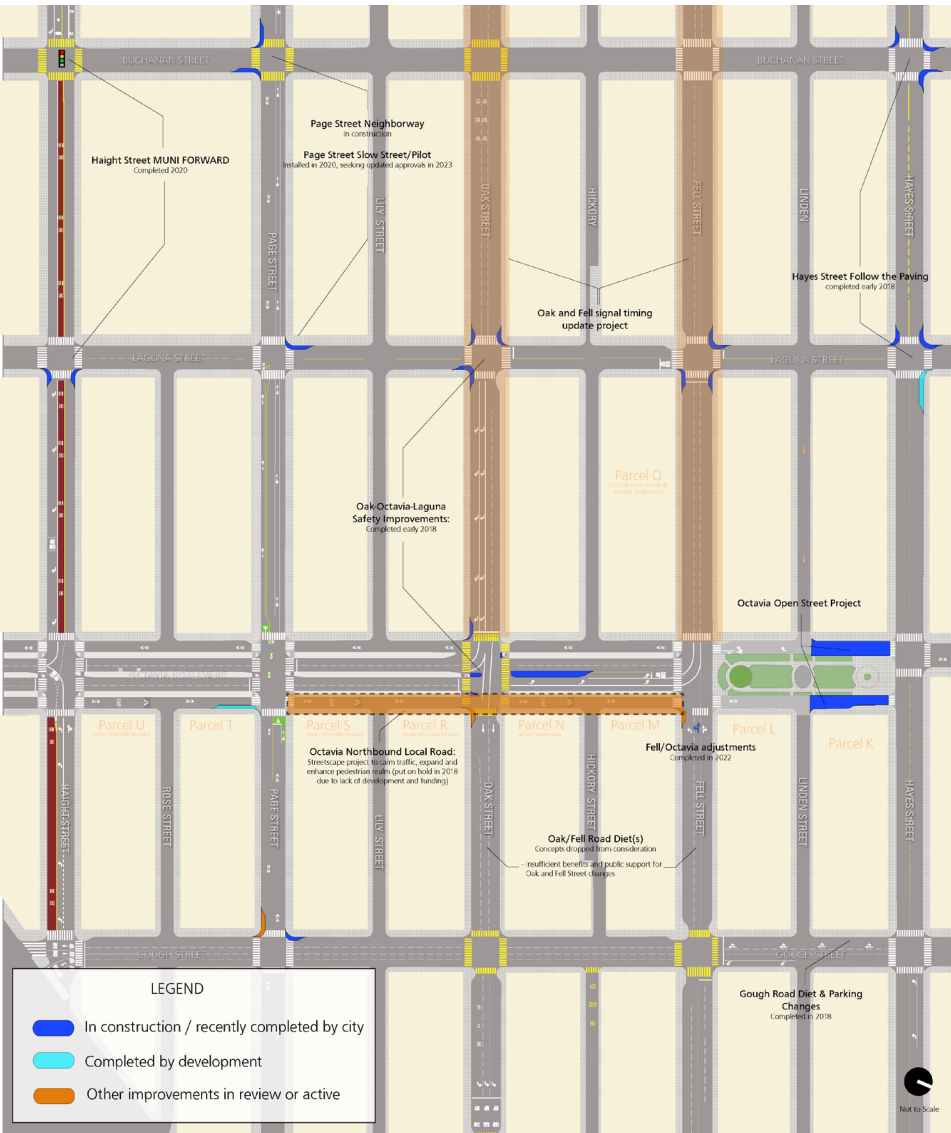 BUCHANAN STREET
BUCHANAN STREET
Haight Street MUNI FORWARD
Completed 2020
Page Street Neighborway
In construction
Page Street Slow Street/Pilot
Installed in 2020, seeking updated approvals in 2023
PAGE STREET
LILY STREET
OAK STREET
HICKORY
FELL STREET
LINDEN
HAYES STREET
Hayes Street Follow the Paving
completed early 2018
Oak and Fell signal timing
update project
LAGUNA STREET
LAGUNA STREET
Parcel O
Oak-Octavia-Laguna
Safety Improvements:
Completed early 2018
Octavia Open Street Project
OCTAVIA BOULEVARD
Parcel U
Parcel T
Parcel S
Parcel R
Parcel N
Parcel M
Parcel L
Parcel K
Octavia Northbound Local Road:
Streetscape project to calm traffic, expand and
enhance pedestrian realm (put on hold in 2018
due to lack of development and funding)
Fell/Octavia adjustments
Completed in 2022
HAIGHT STREET
ROSE STREET
PAGE STREET
LILY STREET
OAK STREET
HICKORY STREET
FELL STREET
LINDEN STREET
HAYES STREET
Oak/Fell Road Diet(s)
Concepts dropped from consideration
- Insufficient benefits and public support for
Oak and Fell Street changes
GOUGH STREET
GOUGH STREET
Gough Road Diet & Parking
Changes
Completed in 2018
LEGEND
In construction / recently completed by city
Completed by development
Other improvements in review or active
Not to Scale